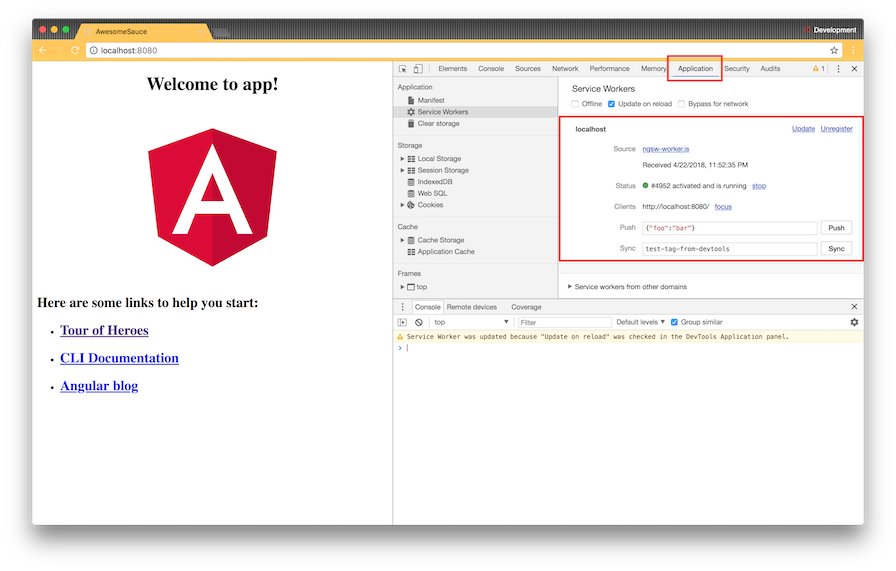 AwesomeSauce
Development
localhost:8080
Welcome to app!
A
Here are some links to help you start:
Tour of Heroes
CLI Documentation
Angular blog
Elements Console Sources Network Performance Memory Application Security Audits 1
Application
Manifest
Service Workers
Clear storage
Storage
Local Storage
Session Storage
IndexedDB
Web SQL
Cookies
Cache
Cache Storage
Application Cache
Frames
top
Service Workers
Offline Update on reload Bypass for network
localhost Update Unregister
Source ngsw-worker.js
Received 4/22/2018, 11:52:35 PM
Status #4952 activated and is running stop
Clients http://localhost:8080/ focus
Push {"foo":"bar"} Push
Sync test-tag-from-devtools Sync
Service workers from other domains
Console Remote devices Coverage
top Filter Default levels Group similar
Service Worker was updated because "Update on reload" was checked in the DevTools Application panel.